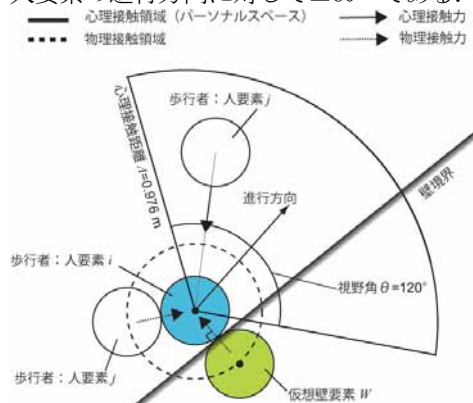 心理接触領域（パーソナルスペース）
心理接触力
物理接触領域
物理接触力
歩行者：人要素 j
心理接触距離 Λ=0.976 m
進行方向
壁境界
歩行者：人要素 i
視野角 θ=120°
歩行者：人要素 j
仮想壁要素 W